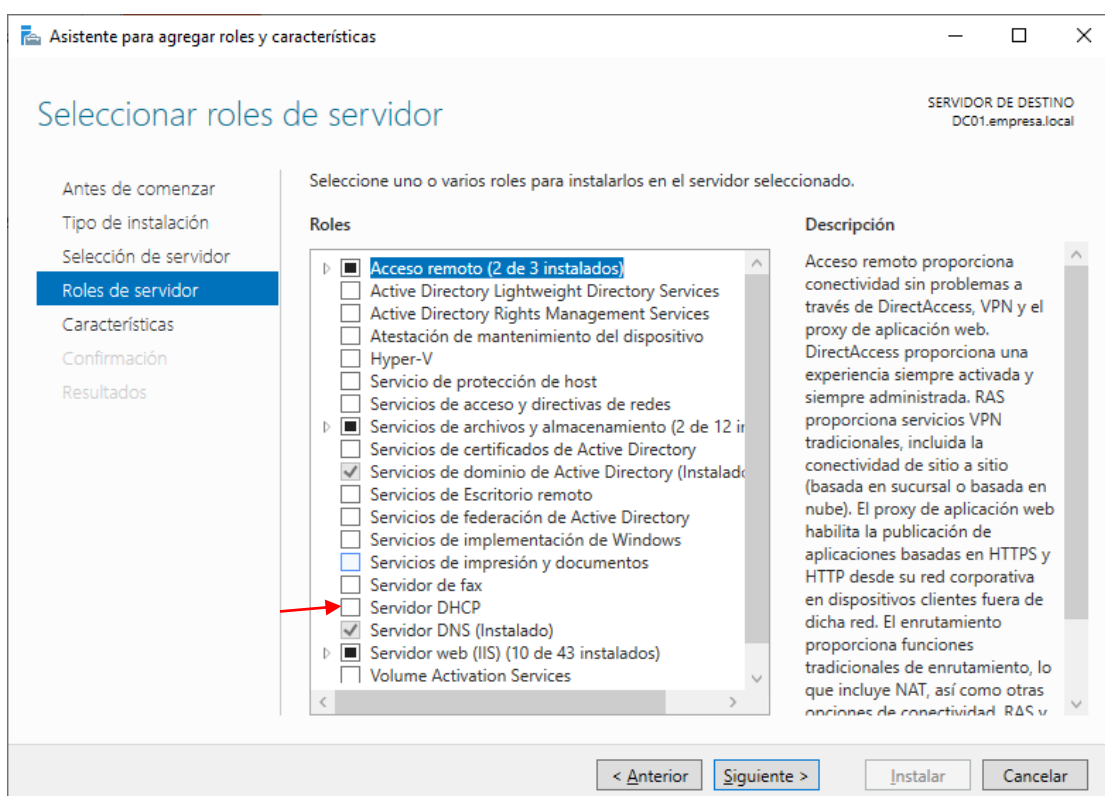 Asistente para agregar roles y características
Seleccionar roles de servidor
SERVIDOR DE DESTINO
DC01.empresa.local
Antes de comenzar
Tipo de instalación
Selección de servidor
Roles de servidor
Características
Confirmación
Resultados
Seleccione uno o varios roles para instalarlos en el servidor seleccionado.
Roles
Acceso remoto (2 de 3 instalados)
Active Directory Lightweight Directory Services
Active Directory Rights Management Services
Atestación de mantenimiento del dispositivo
Hyper-V
Servicio de protección de host
Servicios de acceso y directivas de redes
Servicios de archivos y almacenamiento (2 de 12 in
Servicios de certificados de Active Directory
Servicios de dominio de Active Directory (Instalado
Servicios de Escritorio remoto
Servicios de federación de Active Directory
Servicios de implementación de Windows
Servicios de impresión y documentos
Servidor de fax
Servidor DHCP
Servidor DNS (Instalado)
Servidor web (IIS) (10 de 43 instalados)
Volume Activation Services
Descripción
Acceso remoto proporciona
conectividad sin problemas a
través de DirectAccess, VPN y el
proxy de aplicación web.
DirectAccess proporciona una
experiencia siempre activada y
siempre administrada. RAS
proporciona servicios VPN
tradicionales, incluida la
conectividad de sitio a sitio
(basada en sucursal o basada en
nube). El proxy de aplicación web
habilita la publicación de
aplicaciones basadas en HTTPS y
HTTP desde su red corporativa
en dispositivos clientes fuera de
dicha red. El enrutamiento
proporciona funciones
tradicionales de enrutamiento, lo
que incluye NAT, así como otras
opciones de conectividad. RAS y
< Anterior
Siguiente >
Instalar
Cancelar